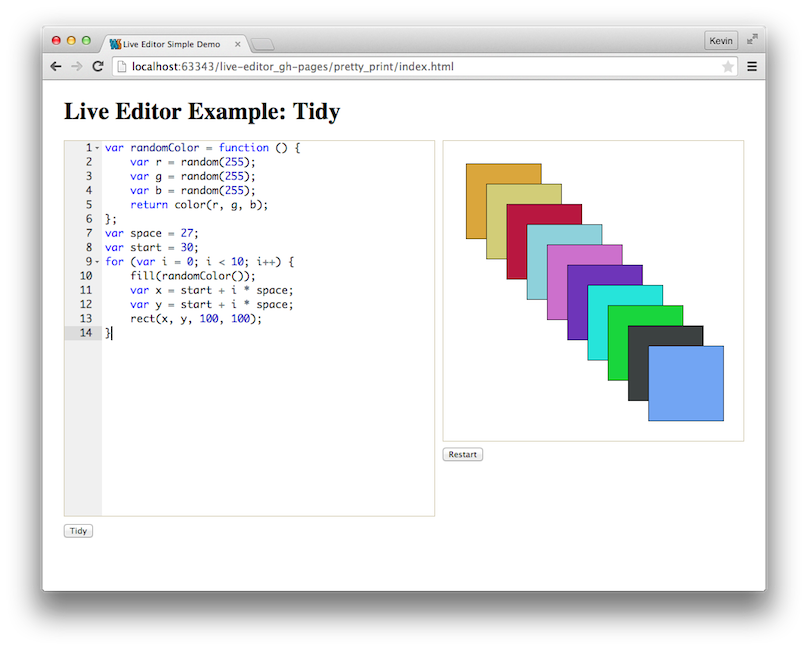 Live Editor Simple Demo
Kevin
localhost:63343/live-editor_gh-pages/pretty_print/index.html
Live Editor Example: Tidy
1 var randomColor = function () {
2     var r = random(255);
3     var g = random(255);
4     var b = random(255);
5     return color(r, g, b);
6 };
7 var space = 27;
8 var start = 30;
9 for (var i = 0; i < 10; i++) {
10     fill(randomColor());
11     var x = start + i * space;
12     var y = start + i * space;
13     rect(x, y, 100, 100);
14 }
Restart
Tidy